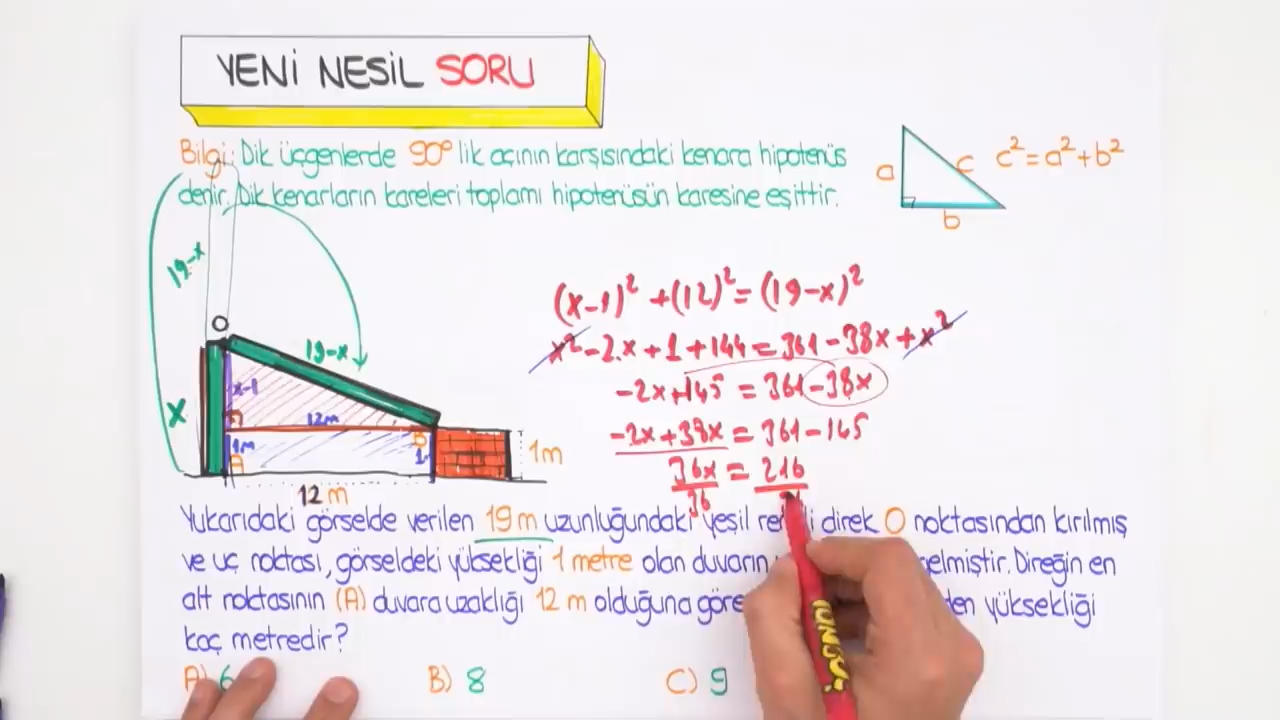 YENİ NESİL SORU
Bilgi: Dik üçgenlerde 90° lik açının karşısındaki kenara hipotenüs
denir. Dik kenarların kareleri toplamı hipotenüsün karesine eşittir.
a
c
b
c²=a²+b²
19-x
O
19-x
x
x-1
12m
1m
B
1
A
1m
12 m
(x-1)² +(12)²=(19-x)²
x²-2x+1+144=361-38x+x²
-2x+145 = 361-38x
-2x+38x = 361-145
36x = 216
36
Yukarıdaki görselde verilen 19 m uzunluğundaki yeşil direk O noktasından kırılmış
ve uç noktası, görseldeki yüksekliği 1 metre olan duvarın gelmiştir. Direğin en
alt noktasının (A) duvara uzaklığı 12 m olduğuna göre yüksekliği
kaç metredir?
A) 6
B) 8
C) 9